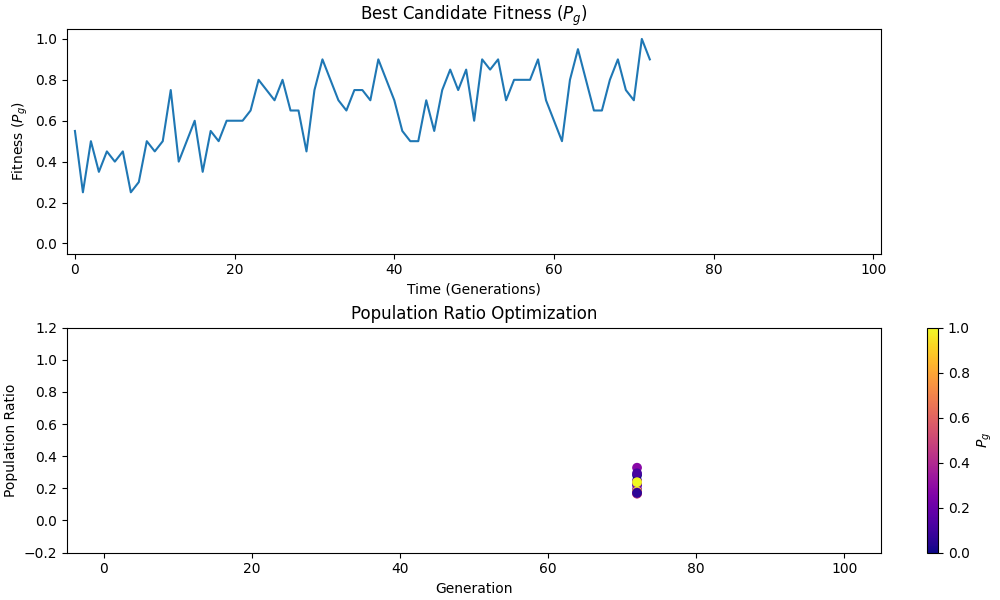 Best Candidate Fitness ($P_g$)
1.0
0.8
0.6
0.4
0.2
0.0
Fitness ($P_g$)
0 20 40 60 80 100
Time (Generations)
Population Ratio Optimization
1.2
1.0
0.8
0.6
0.4
0.2
0.0
−0.2
Population Ratio
0 20 40 60 80 100
Generation
1.0
0.8
0.6
0.4
0.2
0.0
$P_g$